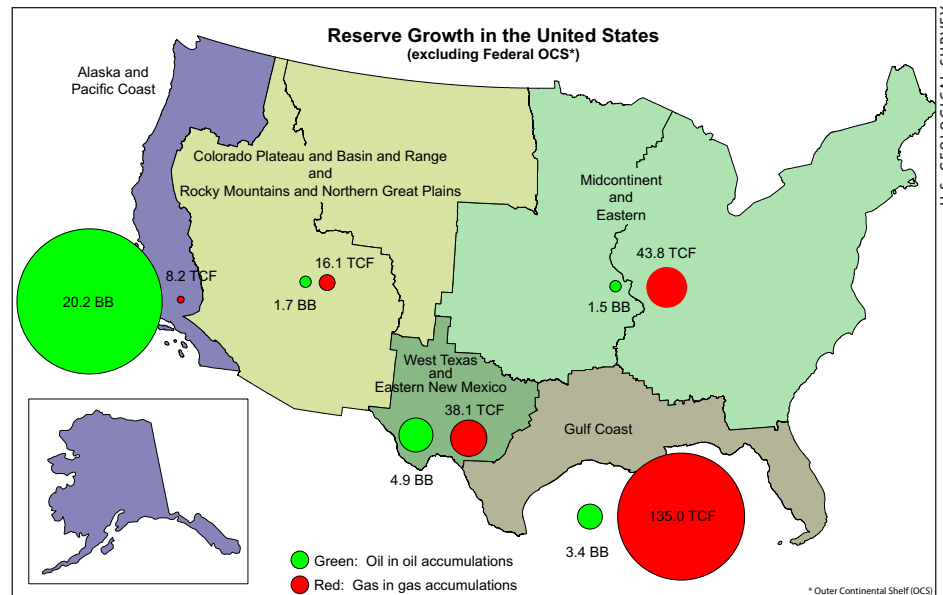 Reserve Growth in the United States
(excluding Federal OCS*)
Alaska and
Pacific Coast
Colorado Plateau and Basin and Range
and
Rocky Mountains and Northern Great Plains
Midcontinent
and
Eastern
43.8 TCF
16.1 TCF
8.2 TCF
20.2 BB
1.7 BB
1.5 BB
West Texas
and
Eastern New Mexico
38.1 TCF
Gulf Coast
4.9 BB
135.0 TCF
3.4 BB
Green: Oil in oil accumulations
Red: Gas in gas accumulations
* Outer Continental Shelf (OCS)
U.S. GEOLOGICAL SURVEY